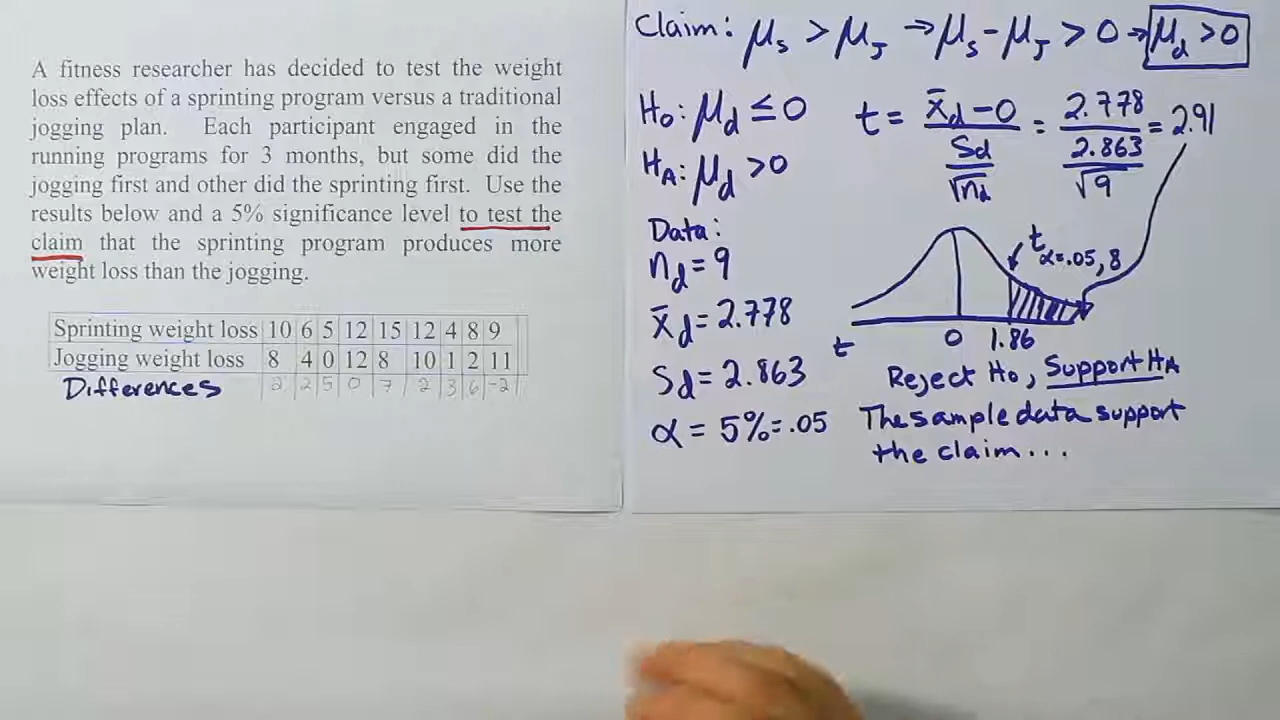 A fitness researcher has decided to test the weight
loss effects of a sprinting program versus a traditional
jogging plan. Each participant engaged in the
running programs for 3 months, but some did the
jogging first and other did the sprinting first. Use the
results below and a 5% significance level to test the
claim that the sprinting program produces more
weight loss than the jogging.
Sprinting weight loss 10 6 5 12 15 12 4 8 9
Jogging weight loss 8 4 0 12 8 10 1 2 11
Differences 2 2 5 0 7 2 3 6 -2
Claim: μs > μJ → μs - μJ > 0 → μd > 0
H0: μd ≤ 0
HA: μd > 0
Data:
nd = 9
x̄d = 2.778
Sd = 2.863
α = 5% = .05
t = (x̄d - 0) / (Sd / √nd) = 2.778 / (2.863 / √9) = 2.91
tα=.05, 8
t 0 1.86
Reject H0, Support HA
The sample data support
the claim...